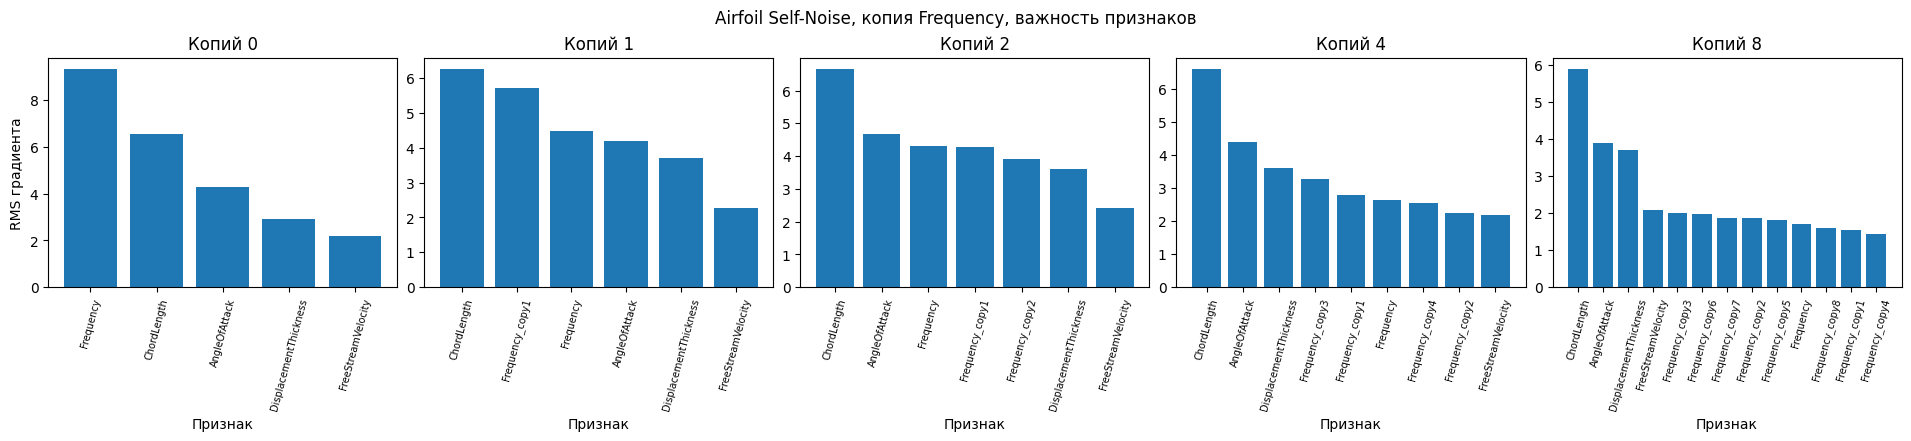 Airfoil Self-Noise, копия Frequency, важность признаков
Копий 0
RMS градиента
0
2
4
6
8
Frequency
ChordLength
AngleOfAttack
DisplacementThickness
FreeStreamVelocity
Признак
Копий 1
0
1
2
3
4
5
6
ChordLength
Frequency_copy1
Frequency
AngleOfAttack
DisplacementThickness
FreeStreamVelocity
Признак
Копий 2
0
1
2
3
4
5
6
ChordLength
AngleOfAttack
Frequency
Frequency_copy1
Frequency_copy2
DisplacementThickness
FreeStreamVelocity
Признак
Копий 4
0
1
2
3
4
5
6
ChordLength
AngleOfAttack
DisplacementThickness
Frequency_copy3
Frequency_copy1
Frequency
Frequency_copy4
Frequency_copy2
FreeStreamVelocity
Признак
Копий 8
0
1
2
3
4
5
6
ChordLength
AngleOfAttack
DisplacementThickness
FreeStreamVelocity
Frequency_copy3
Frequency_copy6
Frequency_copy7
Frequency_copy2
Frequency_copy5
Frequency
Frequency_copy8
Frequency_copy1
Frequency_copy4
Признак